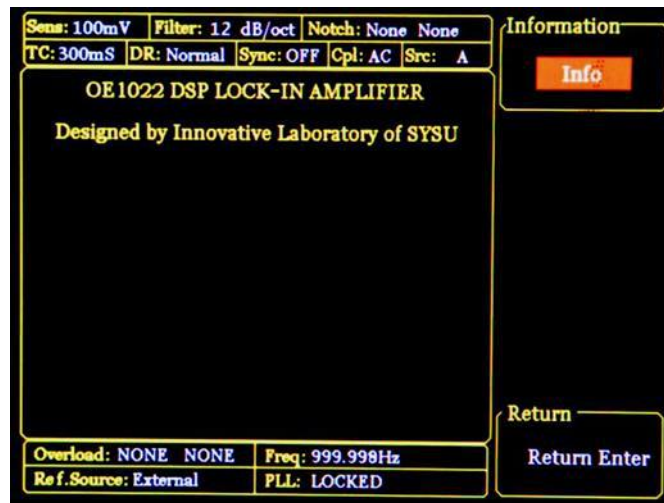 Sens: 100mV Filter: 12 dB/oct Notch: None None
TC: 300mS DR: Normal Sync: OFF Cpl: AC Src: A
Information
Info
OE1022 DSP LOCK-IN AMPLIFIER
Designed by Innovative Laboratory of SYSU
Return
Return Enter
Overload: NONE NONE Freq: 999.998Hz
Ref.Source: External PLL: LOCKED